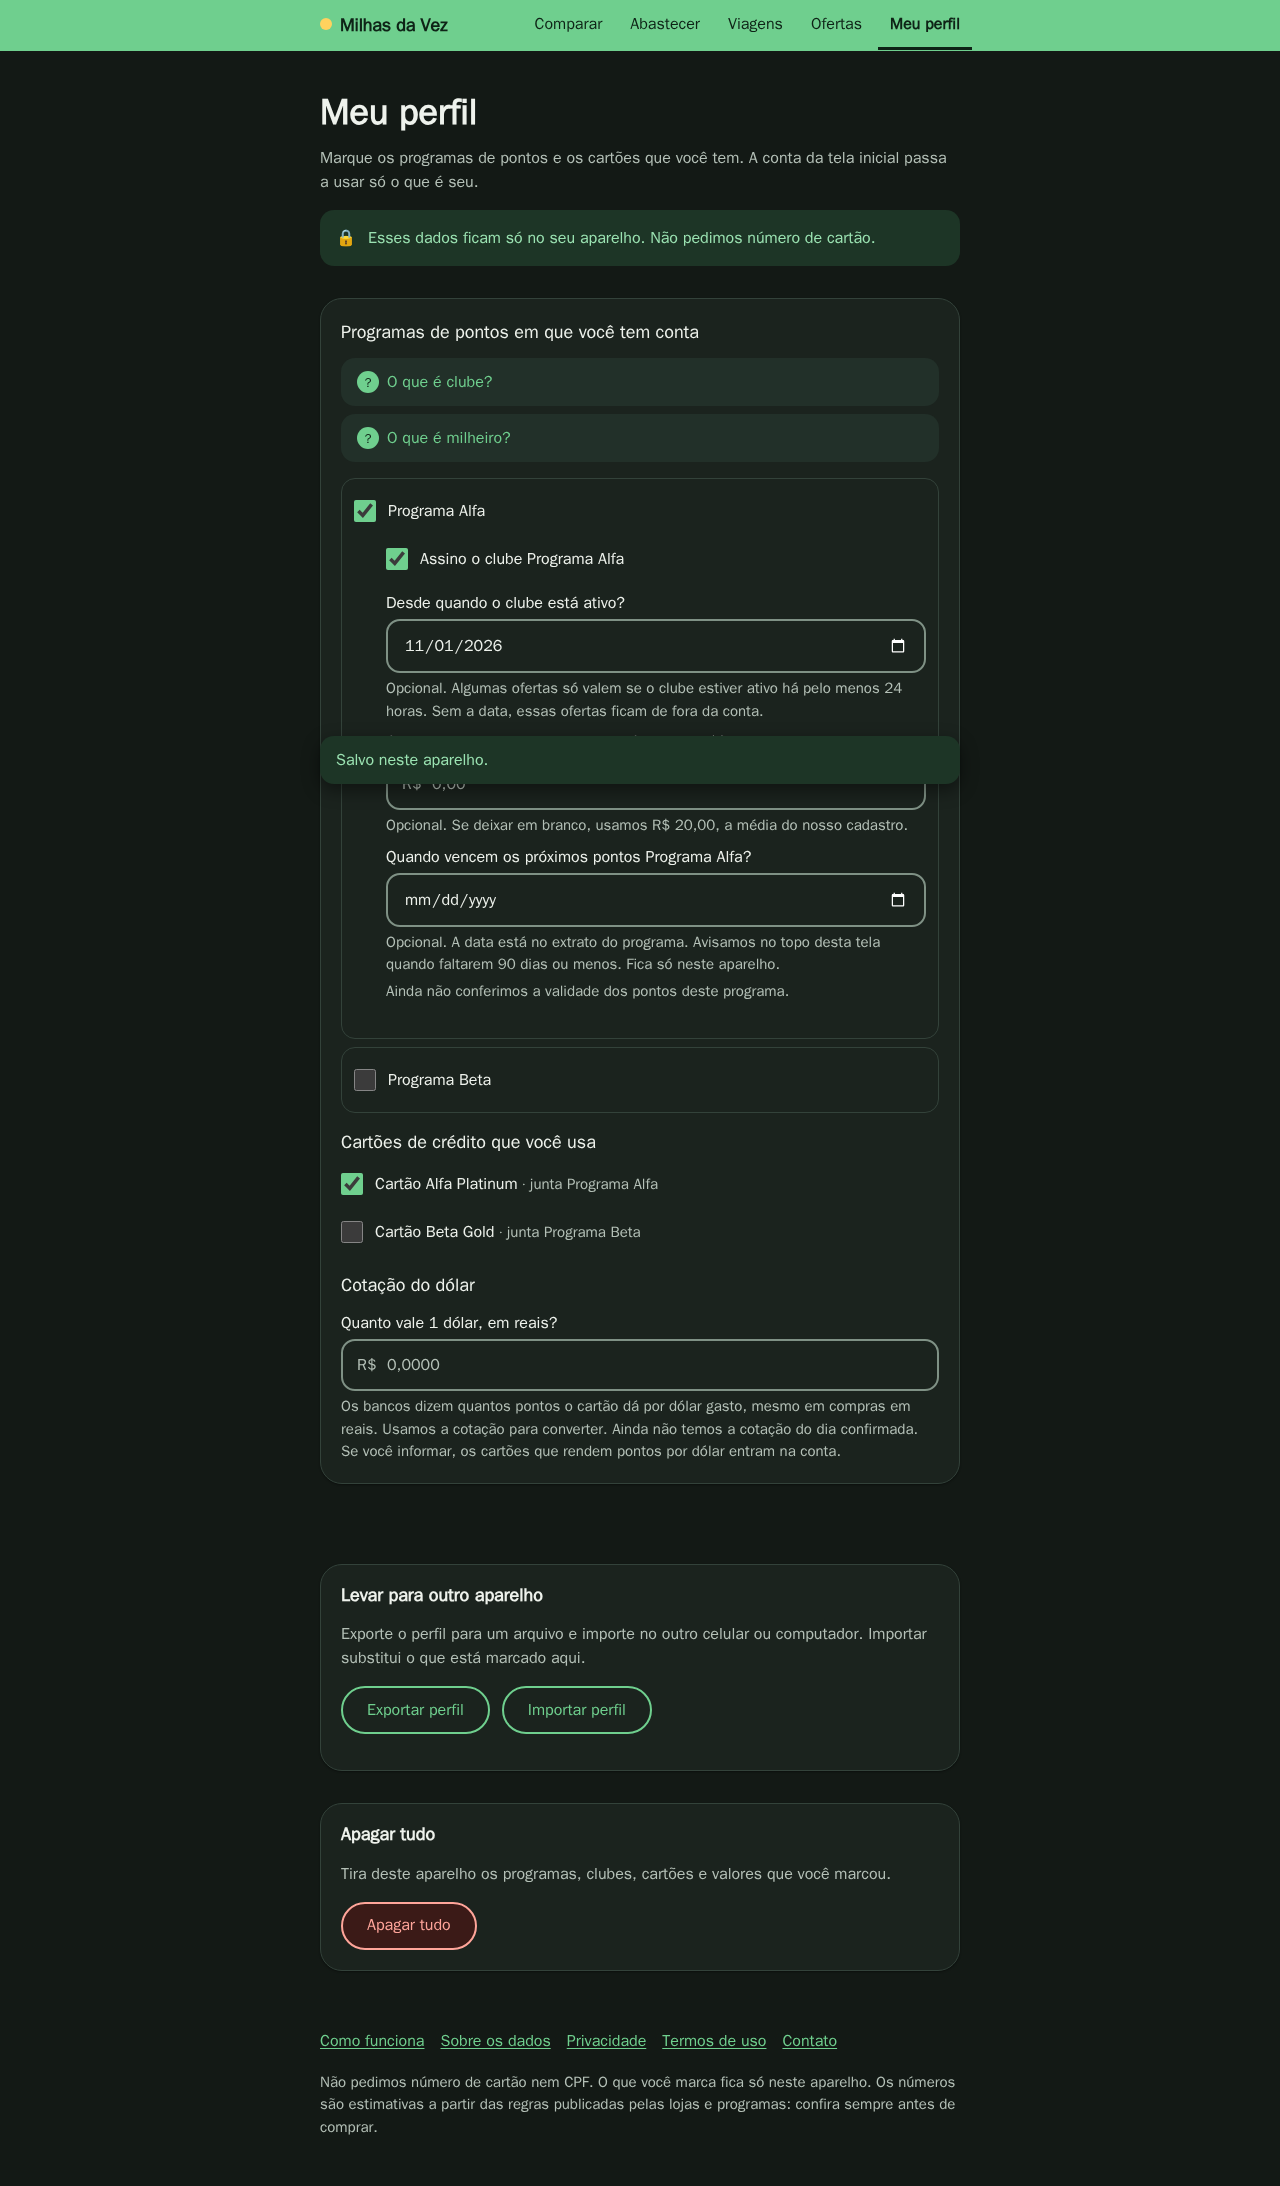 Milhas da Vez
Comparar
Abastecer
Viagens
Ofertas
Meu perfil
Meu perfil
Marque os programas de pontos e os cartões que você tem. A conta da tela inicial passa
a usar só o que é seu.
Esses dados ficam só no seu aparelho. Não pedimos número de cartão.
Programas de pontos em que você tem conta
? O que é clube?
? O que é milheiro?
Programa Alfa
Assino o clube Programa Alfa
Desde quando o clube está ativo?
11/01/2026
Opcional. Algumas ofertas só valem se o clube estiver ativo há pelo menos 24
horas. Sem a data, essas ofertas ficam de fora da conta.
Salvo neste aparelho.
R$ 0,00
Opcional. Se deixar em branco, usamos R$ 20,00, a média do nosso cadastro.
Quando vencem os próximos pontos Programa Alfa?
mm/dd/yyyy
Opcional. A data está no extrato do programa. Avisamos no topo desta tela
quando faltarem 90 dias ou menos. Fica só neste aparelho.
Ainda não conferimos a validade dos pontos deste programa.
Programa Beta
Cartões de crédito que você usa
Cartão Alfa Platinum · junta Programa Alfa
Cartão Beta Gold · junta Programa Beta
Cotação do dólar
Quanto vale 1 dólar, em reais?
R$ 0,0000
Os bancos dizem quantos pontos o cartão dá por dólar gasto, mesmo em compras em
reais. Usamos a cotação para converter. Ainda não temos a cotação do dia confirmada.
Se você informar, os cartões que rendem pontos por dólar entram na conta.
Levar para outro aparelho
Exporte o perfil para um arquivo e importe no outro celular ou computador. Importar
substitui o que está marcado aqui.
Exportar perfil
Importar perfil
Apagar tudo
Tira deste aparelho os programas, clubes, cartões e valores que você marcou.
Apagar tudo
Como funciona
Sobre os dados
Privacidade
Termos de uso
Contato
Não pedimos número de cartão nem CPF. O que você marca fica só neste aparelho. Os números
são estimativas a partir das regras publicadas pelas lojas e programas: confira sempre antes de
comprar.